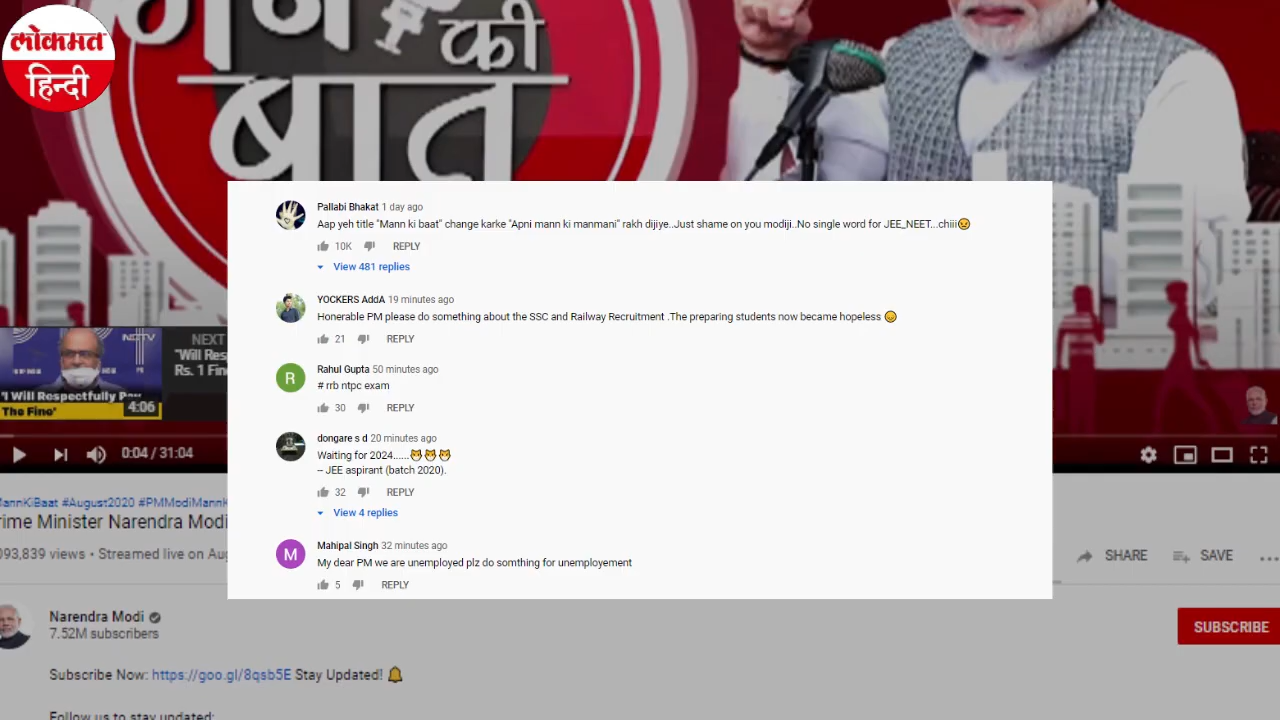 लोकमत
हिन्दी
की
बात
Pallabi Bhakat 1 day ago
Aap yeh title "Mann ki baat" change karke "Apni mann ki manmani" rakh dijiye..Just shame on you modiji..No single word for JEE_NEET...chiii😣
10K REPLY
View 481 replies
YOCKERS AddA 19 minutes ago
Honerable PM please do something about the SSC and Railway Recruitment .The preparing students now became hopeless 😞
21 REPLY
Rahul Gupta 50 minutes ago
R
# rrb ntpc exam
30 REPLY
dongare s d 20 minutes ago
Waiting for 2024......😼😼😼
-- JEE aspirant (batch 2020).
32 REPLY
View 4 replies
Mahipal Singh 32 minutes ago
M
My dear PM we are unemployed plz do somthing for unemployement
5 REPLY
NDTV
NEXT
"Will Res
Rs. 1 Fin
'I Will Respectfully Pay
The Fine'
4:06
0:04 / 31:04
MannKiBaat #August2020 #PMModiMannK
rime Minister Narendra Modi
093,839 views • Streamed live on Au
SHARE SAVE
Narendra Modi
7.52M subscribers
SUBSCRIBE
Subscribe Now: https://goo.gl/8qsb5E Stay Updated! 🔔
Follow us to stay updated: